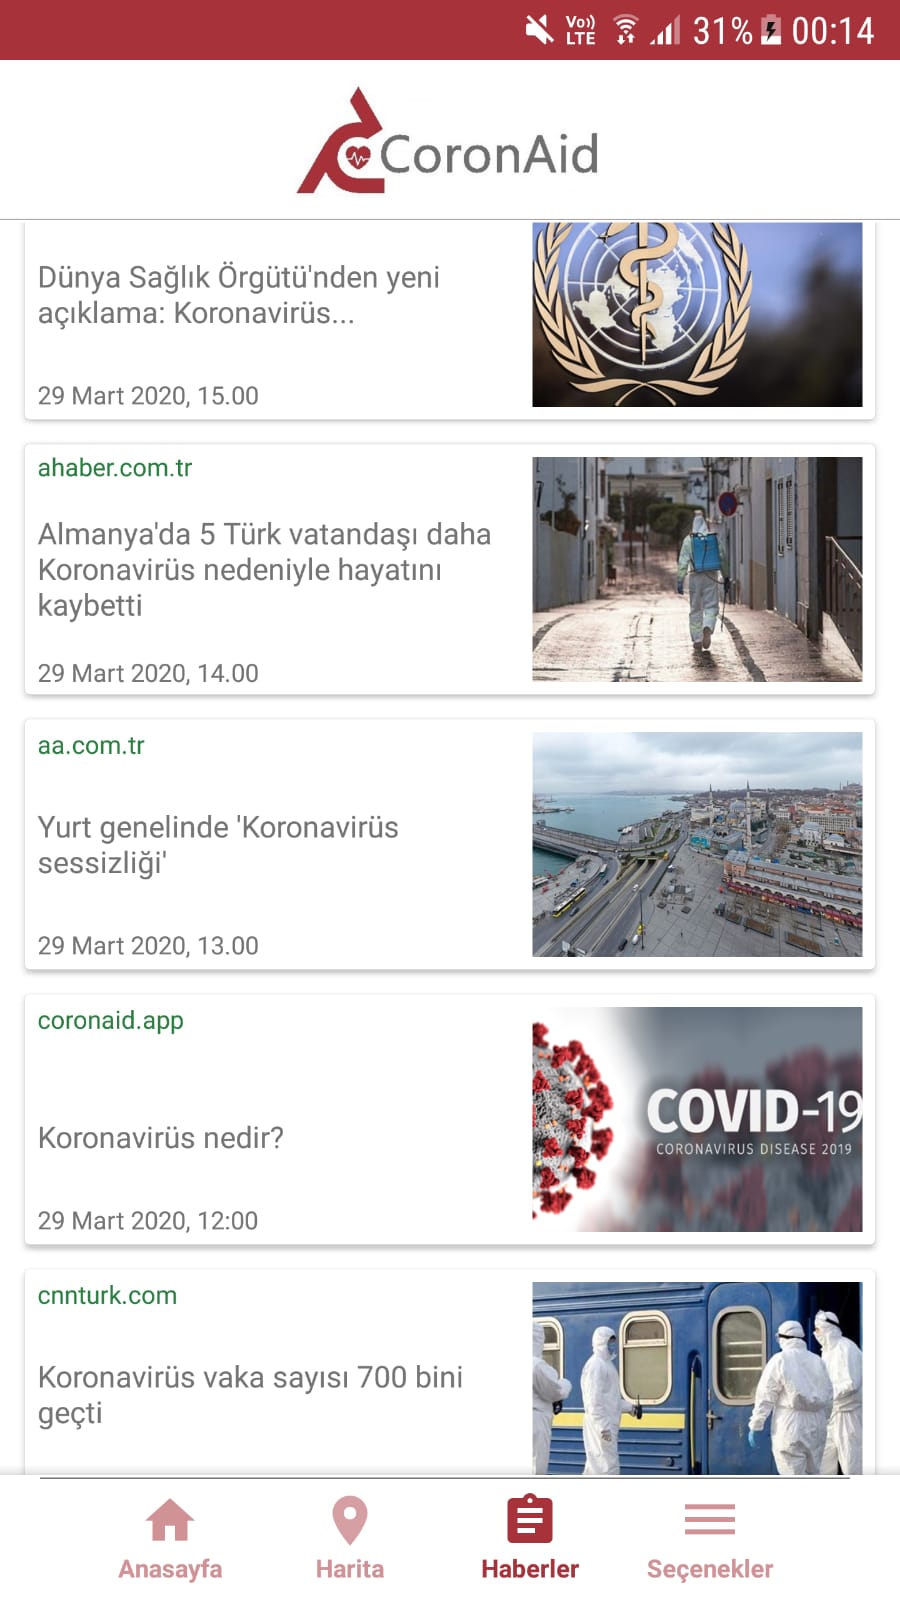 Vo))
LTE
31%
00:14
CoronAid
Dünya Sağlık Örgütü'nden yeni
açıklama: Koronavirüs...
29 Mart 2020, 15.00
ahaber.com.tr
Almanya'da 5 Türk vatandaşı daha
Koronavirüs nedeniyle hayatını
kaybetti
29 Mart 2020, 14.00
aa.com.tr
Yurt genelinde 'Koronavirüs
sessizliği'
29 Mart 2020, 13.00
coronaid.app
Koronavirüs nedir?
29 Mart 2020, 12:00
COVID-19
CORONAVIRUS DISEASE 2019
cnnturk.com
Koronavirüs vaka sayısı 700 bini
geçti
Anasayfa
Harita
Haberler
Seçenekler